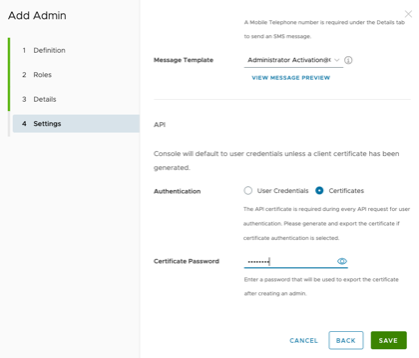 Add Admin
1 Definition
2 Roles
3 Details
4 Settings
A Mobile Telephone number is required under the Details tab
to send an SMS message.
Message Template
Administrator Activation@
VIEW MESSAGE PREVIEW
API
Console will default to user credentials unless a client certificate has been
generated.
Authentication
User Credentials
Certificates
The API certificate is required during every API request for user
authentication. Please generate and export the certificate if
certificate authentication is selected.
Certificate Password
Enter a password that will be used to export the certificate
after creating an admin.
CANCEL
BACK
SAVE